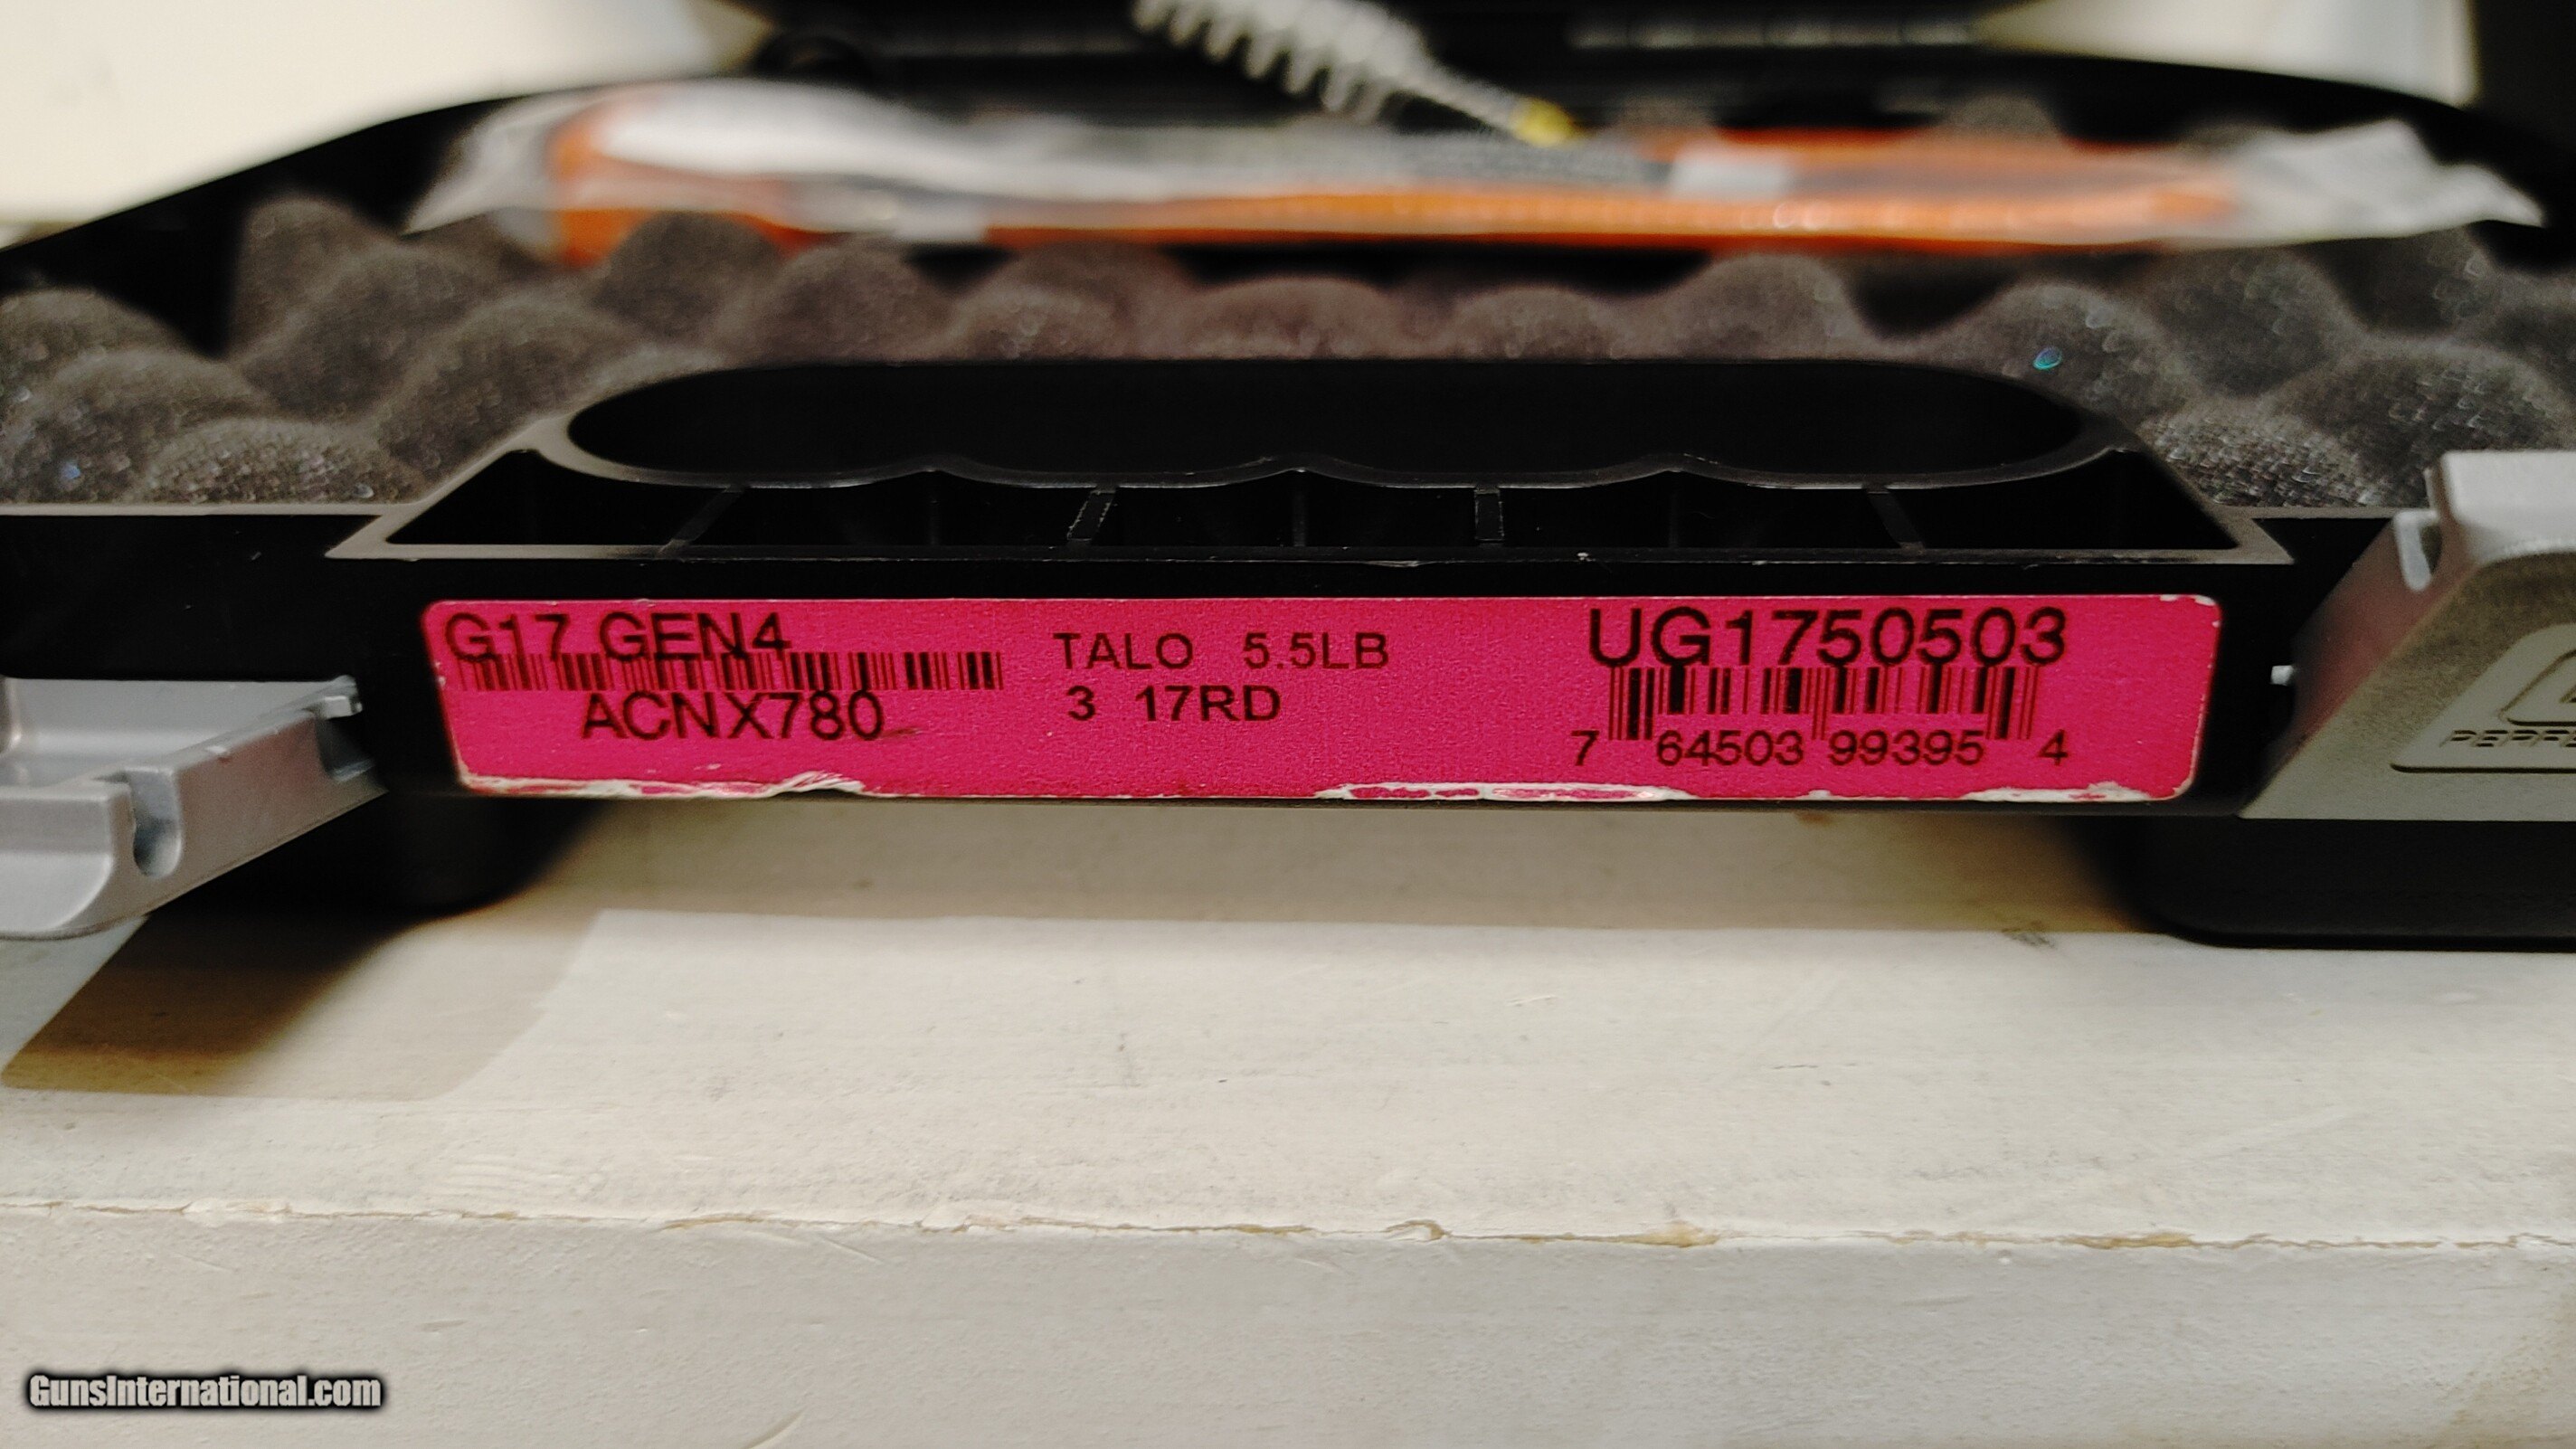 G17 GEN4
ACNX780
TALO 5.5LB
3 17RD
UG1750503
7 64503 99395 4
GunsInternational.com